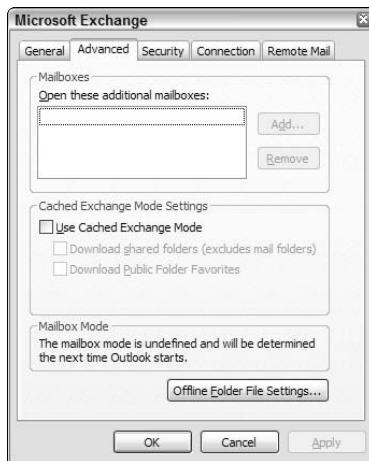 Microsoft Exchange
General Advanced Security Connection Remote Mail
Mailboxes
Open these additional mailboxes:
Add...
Remove
Cached Exchange Mode Settings
Use Cached Exchange Mode
Download shared folders (excludes mail folders)
Download Public Folder Favorites
Mailbox Mode
The mailbox mode is undefined and will be determined
the next time Outlook starts.
Offline Folder File Settings...
OK Cancel Apply